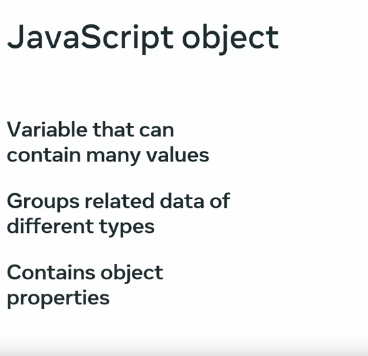 JavaScript object
Variable that can
contain many values
Groups related data of
different types
Contains object
properties